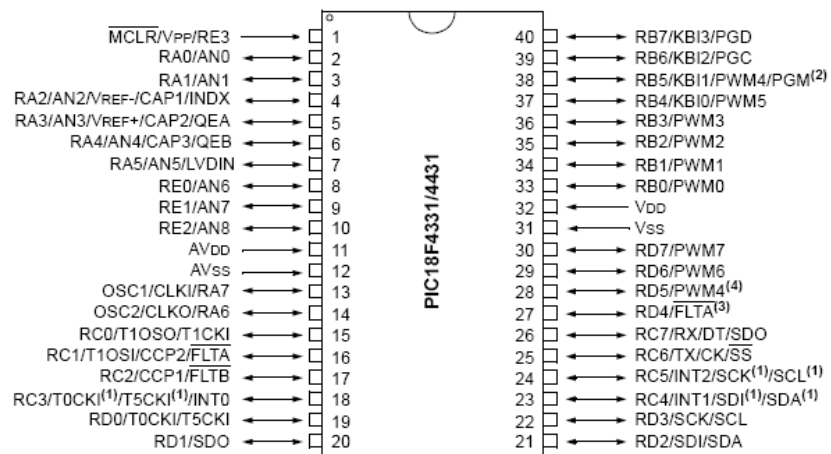 MCLR/VPP/RE3 1
RA0/AN0 2
RA1/AN1 3
RA2/AN2/VREF-/CAP1/INDX 4
RA3/AN3/VREF+/CAP2/QEA 5
RA4/AN4/CAP3/QEB 6
RA5/AN5/LVDIN 7
RE0/AN6 8
RE1/AN7 9
RE2/AN8 10
AVDD 11
AVSS 12
OSC1/CLKI/RA7 13
OSC2/CLKO/RA6 14
RC0/T1OSO/T1CKI 15
RC1/T1OSI/CCP2/FLTA 16
RC2/CCP1/FLTB 17
RC3/T0CKI(1)/T5CKI(1)/INT0 18
RD0/T0CKI/T5CKI 19
RD1/SDO 20
PIC18F4331/4431
40 RB7/KBI3/PGD
39 RB6/KBI2/PGC
38 RB5/KBI1/PWM4/PGM(2)
37 RB4/KBI0/PWM5
36 RB3/PWM3
35 RB2/PWM2
34 RB1/PWM1
33 RB0/PWM0
32 VDD
31 VSS
30 RD7/PWM7
29 RD6/PWM6
28 RD5/PWM4(4)
27 RD4/FLTA(3)
26 RC7/RX/DT/SDO
25 RC6/TX/CK/SS
24 RC5/INT2/SCK(1)/SCL(1)
23 RC4/INT1/SDI(1)/SDA(1)
22 RD3/SCK/SCL
21 RD2/SDI/SDA